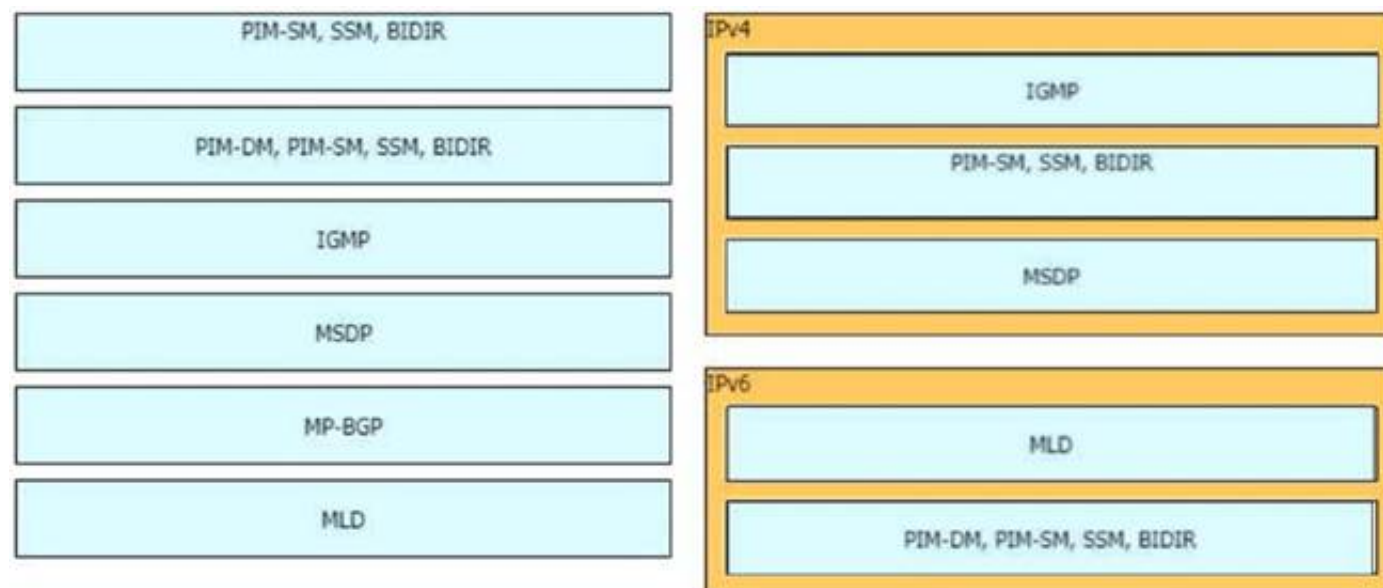 PIM-SM, SSM, BIDIR
PIM-DM, PIM-SM, SSM, BIDIR
IGMP
MSDP
MP-BGP
MLD
IPv4
IGMP
PIM-SM, SSM, BIDIR
MSDP
IPv6
MLD
PIM-DM, PIM-SM, SSM, BIDIR